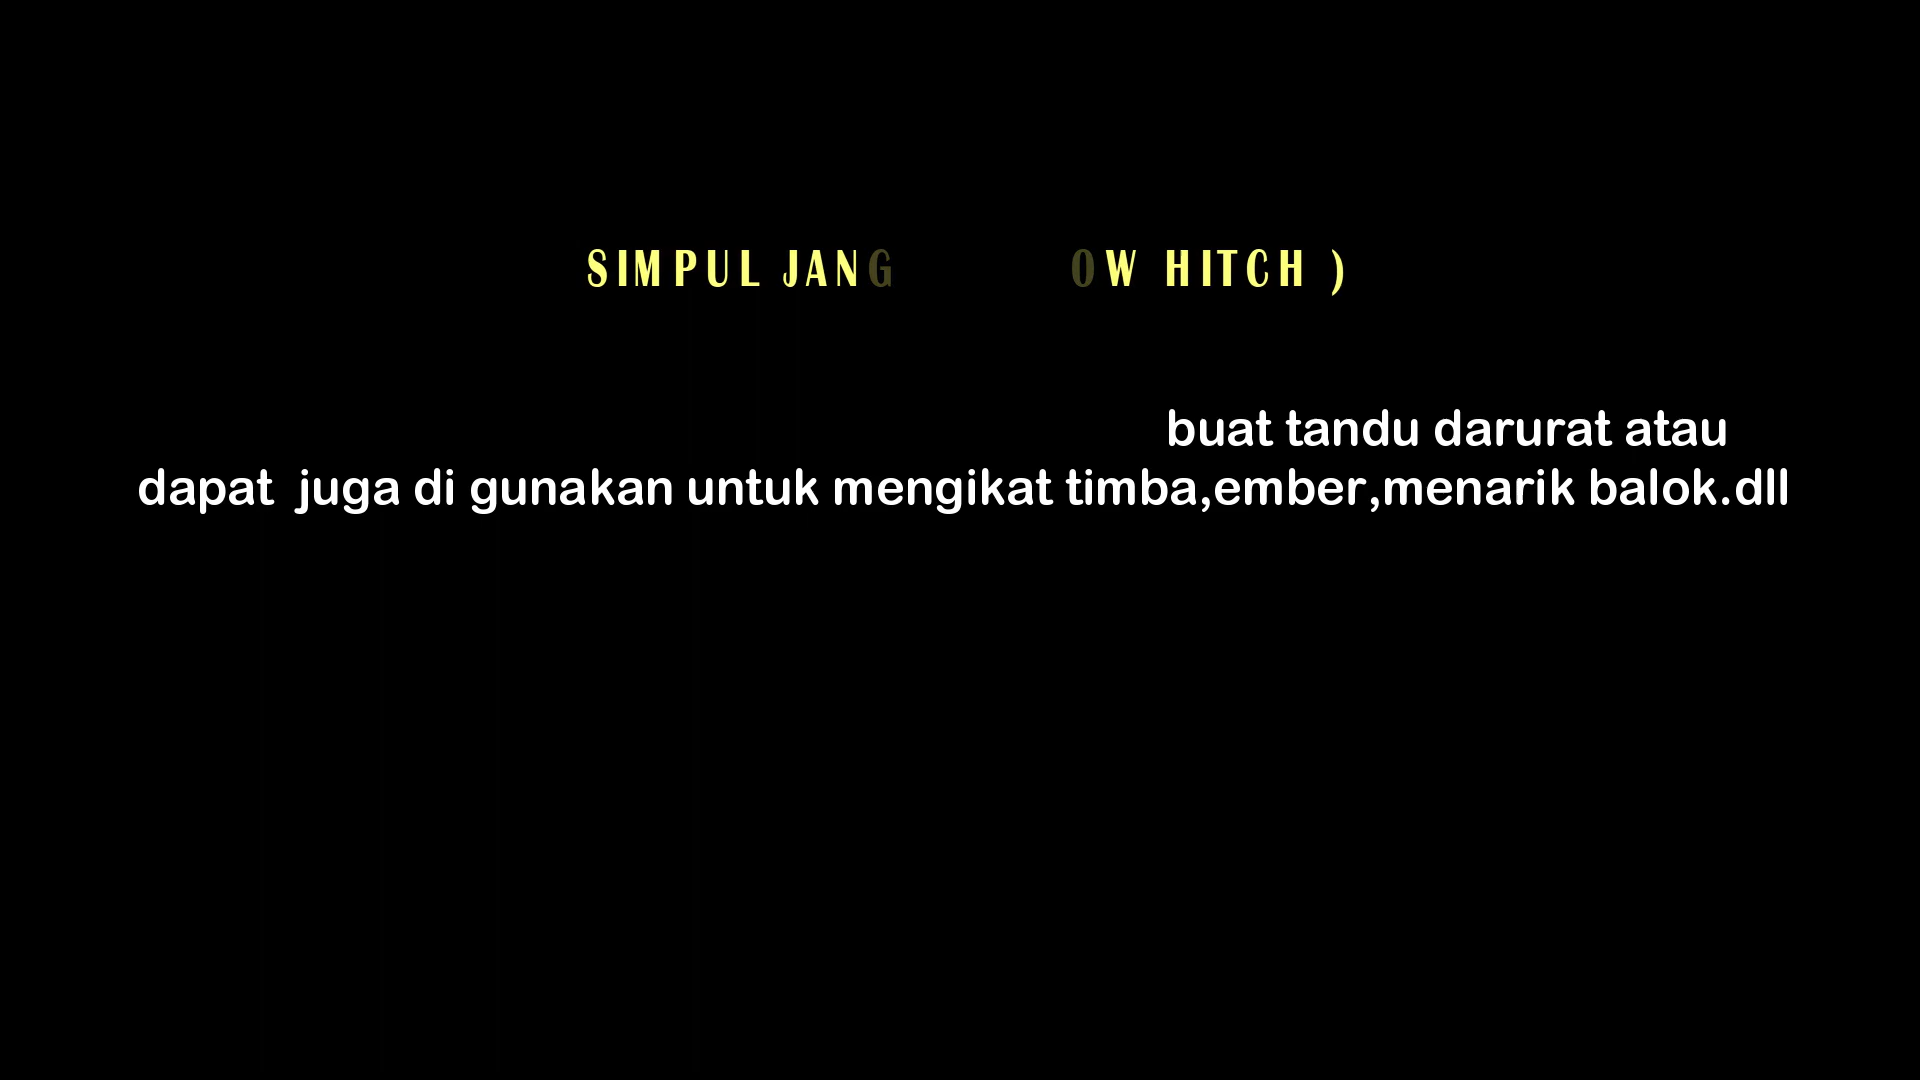 SIMPUL JANG OW HITCH )
buat tandu darurat atau
dapat juga di gunakan untuk mengikat timba,ember,menarik balok.dll